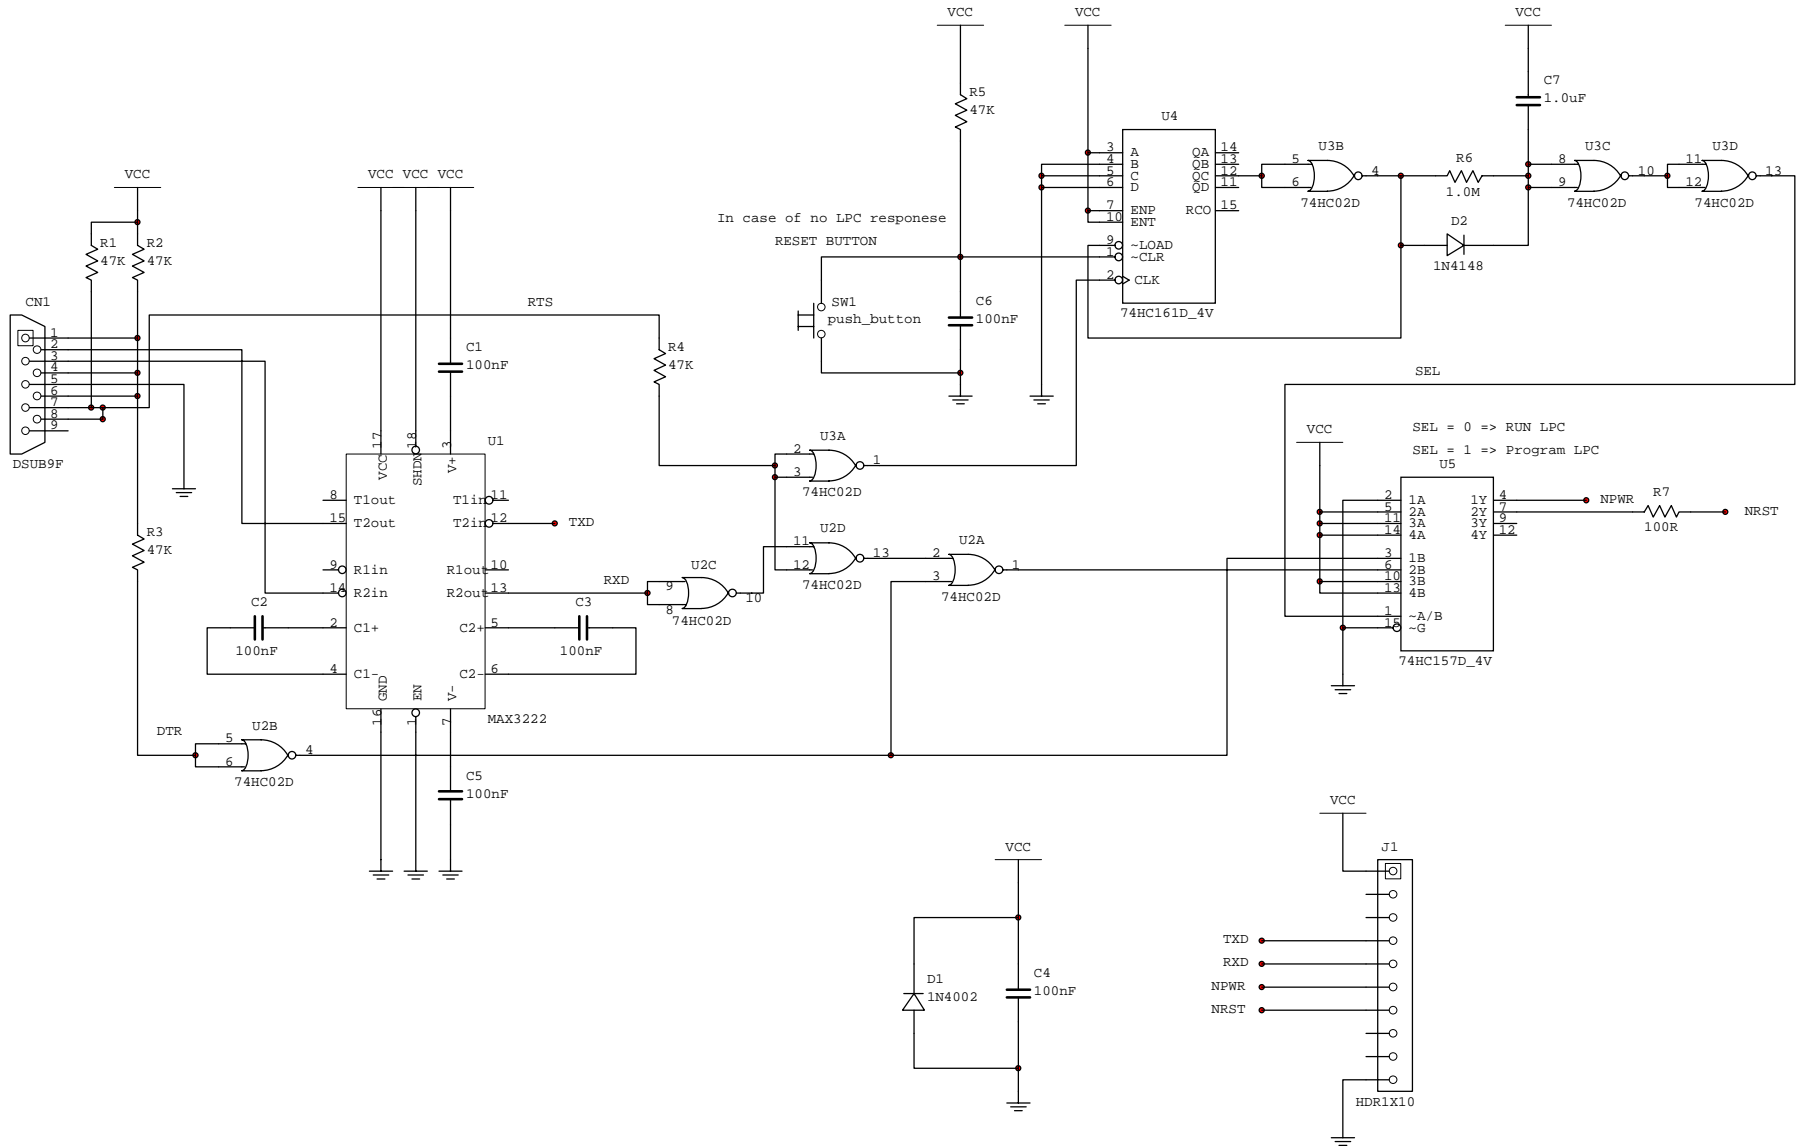 VCC
VCC
VCC
C7
1.0uF
R5
47K
U4
3 A QA 14
4 B QB 13
5 C QC 12
6 D QD 11
7 ENP RCO 15
10 ENT
9 ~LOAD
1 ~CLR
2 CLK
74HC161D_4V
U3B
5
6
4
74HC02D
R6
1.0M
D2
1N4148
U3C
8
9
10
74HC02D
U3D
11
12
13
74HC02D
VCC
VCC VCC VCC
In case of no LPC responese
RESET BUTTON
R1
47K
R2
47K
CN1
1
2
3
4
5
6
7
8
9
DSUB9F
RTS
SW1
push_button
C6
100nF
C1
100nF
R4
47K
SEL
SEL = 0 => RUN LPC
SEL = 1 => Program LPC
VCC
U5
2 1A 1Y 4
5 2A 2Y 7
11 3A 3Y 9
14 4A 4Y 12
3 1B
6 2B
10 3B
13 4B
1 ~A/B
15 ~G
74HC157D_4V
NPWR
R7
100R
NRST
U3A
2
3
1
74HC02D
U1
17 18 3
VCC SHDN V+
8 T1out T1in 11
15 T2out T2in 12
TXD
9 R1in R1out 10
14 R2in R2out 13
2 C1+ C2+ 5
4 C1- C2- 6
GND EN V-
16 1 7
MAX3222
R3
47K
C2
100nF
C3
100nF
RXD
U2C
9
8
10
74HC02D
U2D
11
12
13
74HC02D
U2A
2
3
1
74HC02D
DTR
U2B
5
6
4
74HC02D
C5
100nF
VCC
D1
1N4002
C4
100nF
VCC
J1
TXD
RXD
NPWR
NRST
HDR1X10